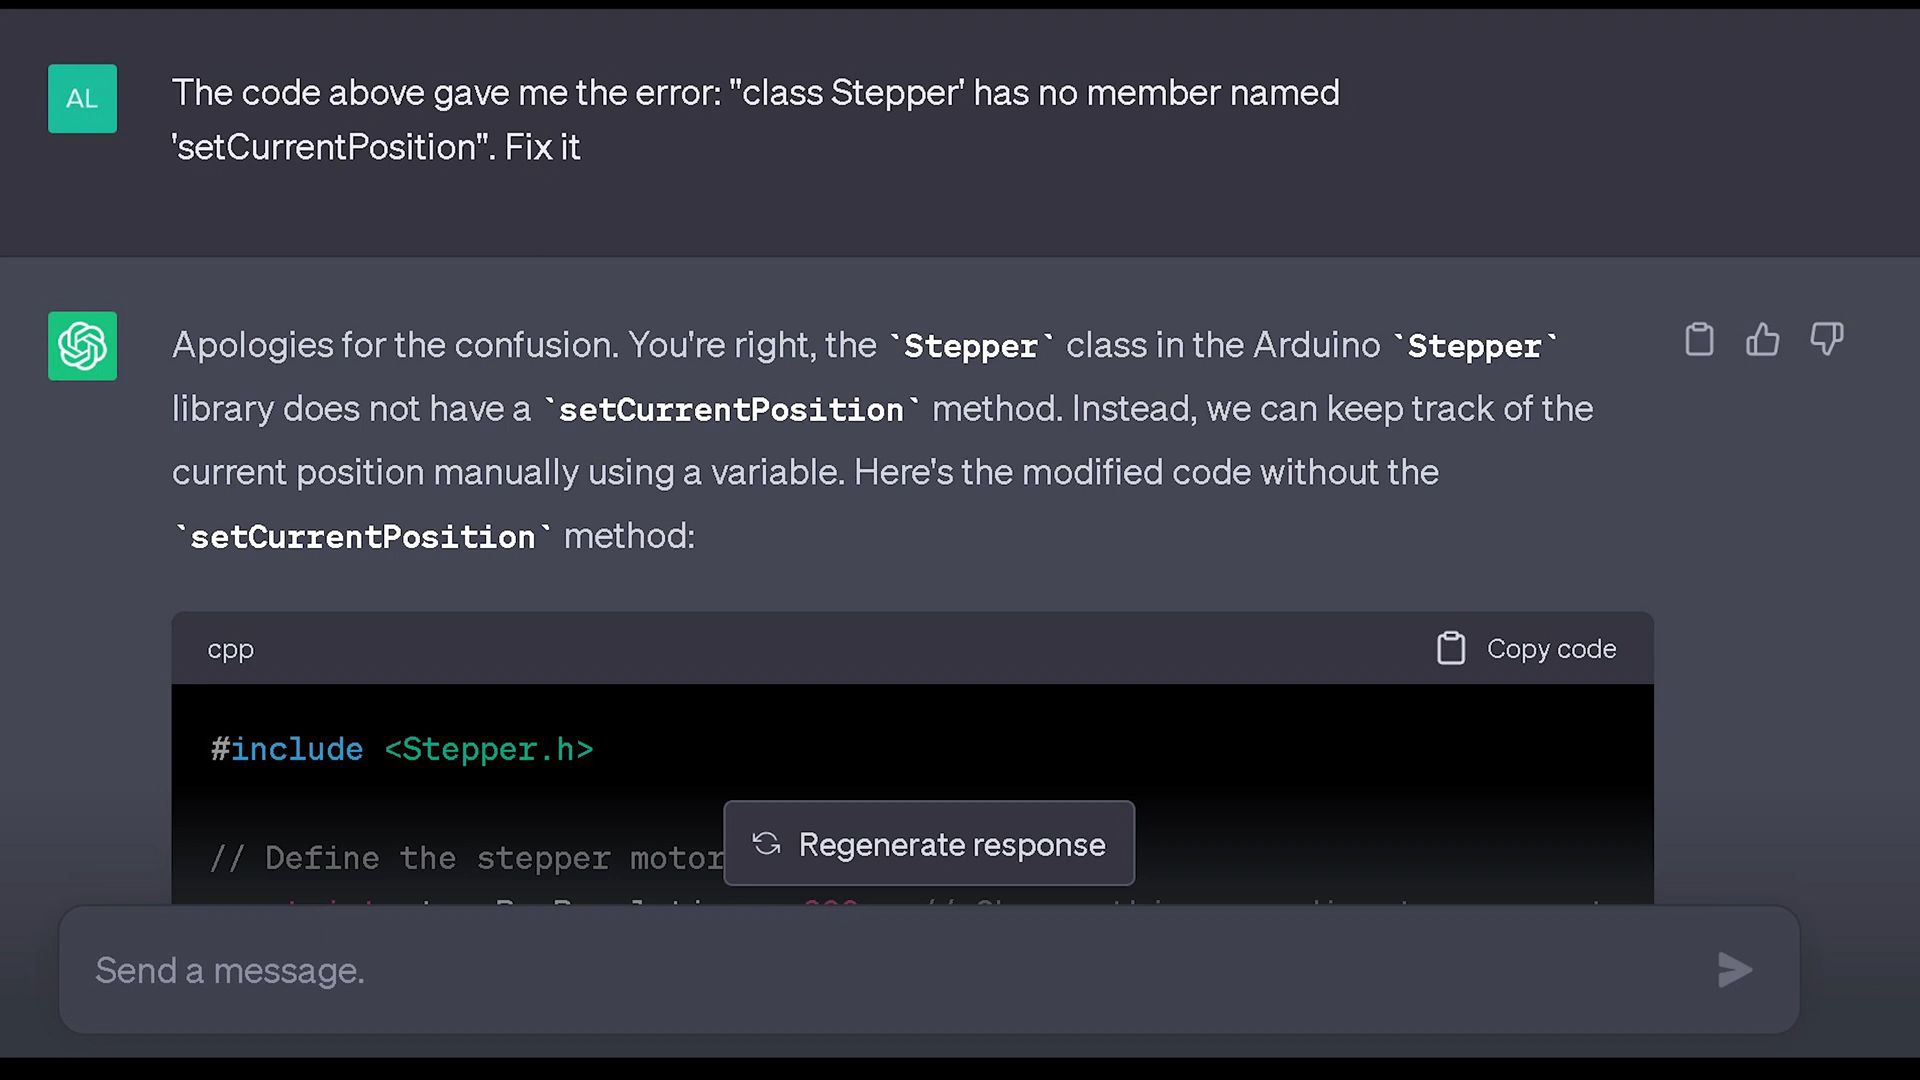 AL
The code above gave me the error: "class Stepper' has no member named
'setCurrentPosition". Fix it
Apologies for the confusion. You're right, the `Stepper` class in the Arduino `Stepper`
library does not have a `setCurrentPosition` method. Instead, we can keep track of the
current position manually using a variable. Here's the modified code without the
`setCurrentPosition` method:
cpp
Copy code
#include <Stepper.h>
// Define the stepper motor
Regenerate response
Send a message.